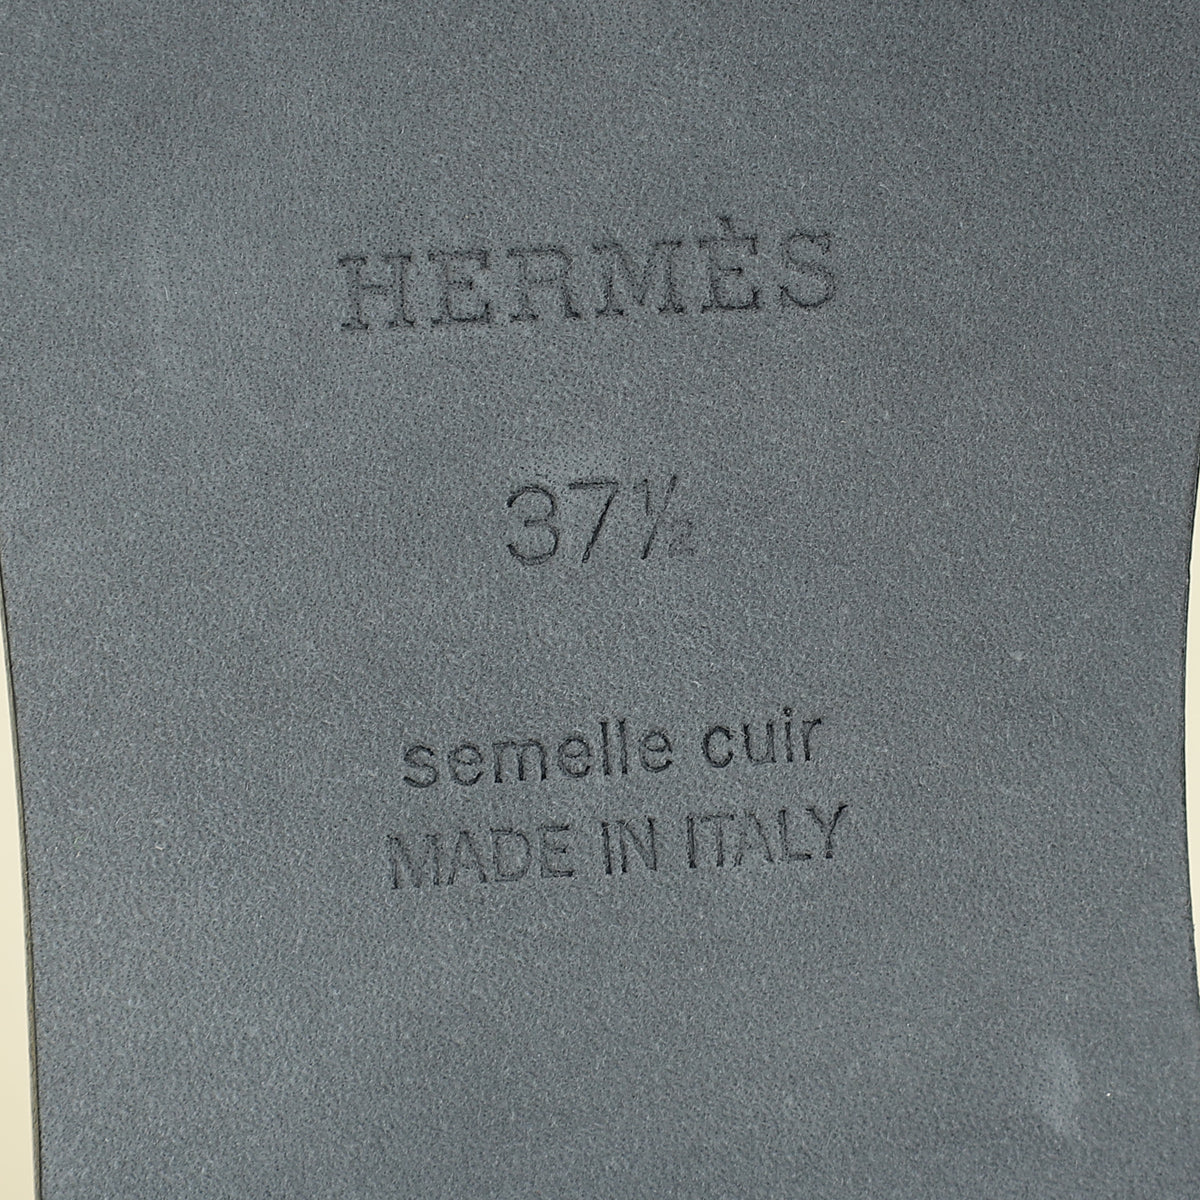 HERMÈS
37½
semelle cuir
MADE IN ITALY